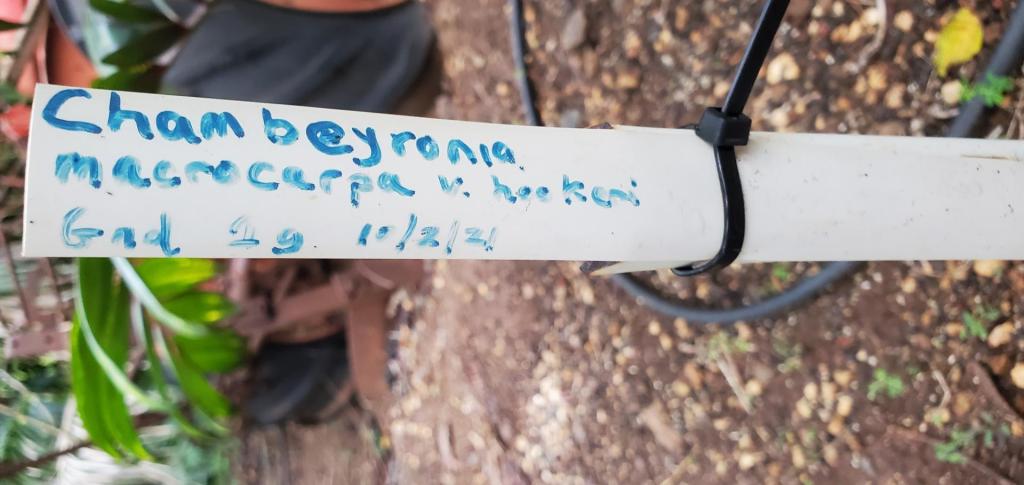 Chambeyronia
macrocarpa v. hookeri
Gnd 1g 10/2/21